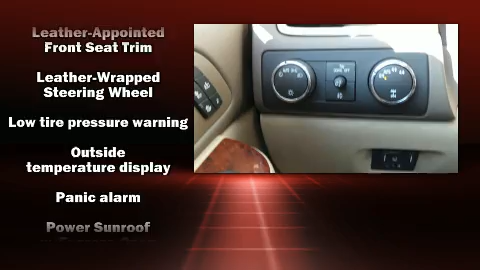 Leather-Appointed
Front Seat Trim
Leather-Wrapped
Steering Wheel
Low tire pressure warning
Outside
temperature display
Panic alarm
Power Sunroof